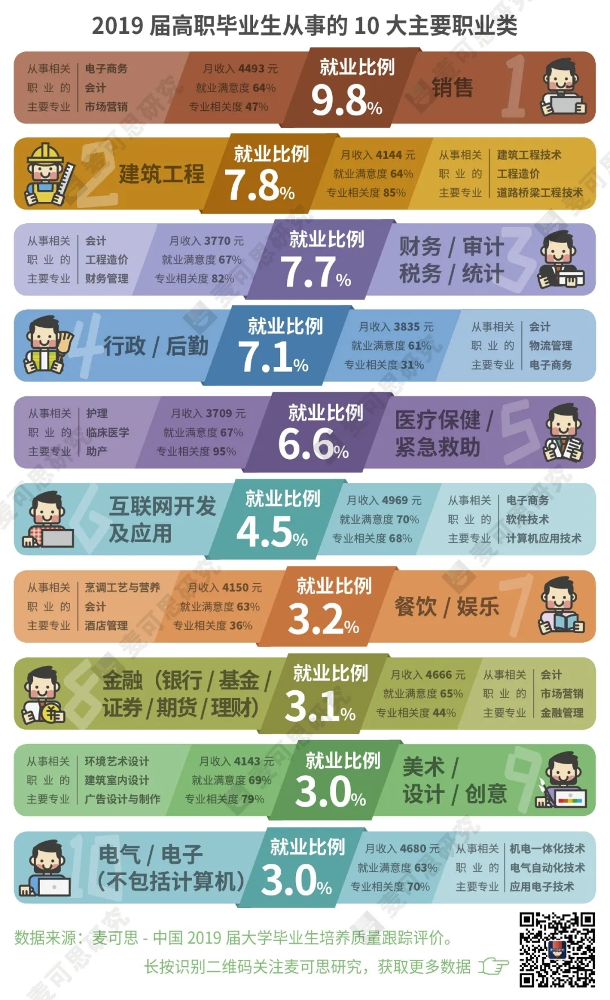 2019 届高职毕业生从事的 10 大主要职业类
从事相关 电子商务
职业的 会计
主要专业 市场营销
月收入 4493 元
就业满意度 64%
专业相关度 47%
就业比例
9.8%
销售
1
2
建筑工程
就业比例
7.8%
月收入 4144 元
就业满意度 64%
专业相关度 85%
从事相关 建筑工程技术
职业的 工程造价
主要专业 道路桥梁工程技术
从事相关 会计
职业的 工程造价
主要专业 财务管理
月收入 3770 元
就业满意度 67%
专业相关度 82%
就业比例
7.7%
财务 / 审计
税务 / 统计
3
4
行政 / 后勤
就业比例
7.1%
月收入 3835 元
就业满意度 61%
专业相关度 31%
从事相关 会计
职业的 物流管理
主要专业 电子商务
从事相关 护理
职业的 临床医学
主要专业 助产
月收入 3709 元
就业满意度 67%
专业相关度 95%
就业比例
6.6%
医疗保健 /
紧急救助
5
6
互联网开发
及应用
就业比例
4.5%
月收入 4969 元
就业满意度 70%
专业相关度 68%
从事相关 电子商务
职业的 软件技术
主要专业 计算机应用技术
从事相关 烹调工艺与营养
职业的 会计
主要专业 酒店管理
月收入 4150 元
就业满意度 63%
专业相关度 36%
就业比例
3.2%
餐饮 / 娱乐
7
8
金融（银行 / 基金 /
证券 / 期货 / 理财）
就业比例
3.1%
月收入 4666 元
就业满意度 65%
专业相关度 44%
从事相关 会计
职业的 市场营销
主要专业 金融管理
从事相关 环境艺术设计
职业的 建筑室内设计
主要专业 广告设计与制作
月收入 4143 元
就业满意度 69%
专业相关度 79%
就业比例
3.0%
美术 /
设计 / 创意
9
10
电气 / 电子
（不包括计算机）
就业比例
3.0%
月收入 4680 元
就业满意度 63%
专业相关度 70%
从事相关 机电一体化技术
职业的 电气自动化技术
主要专业 应用电子技术
数据来源：麦可思 - 中国 2019 届大学毕业生培养质量跟踪评价。
长按识别二维码关注麦可思研究，获取更多数据
麦可思研究